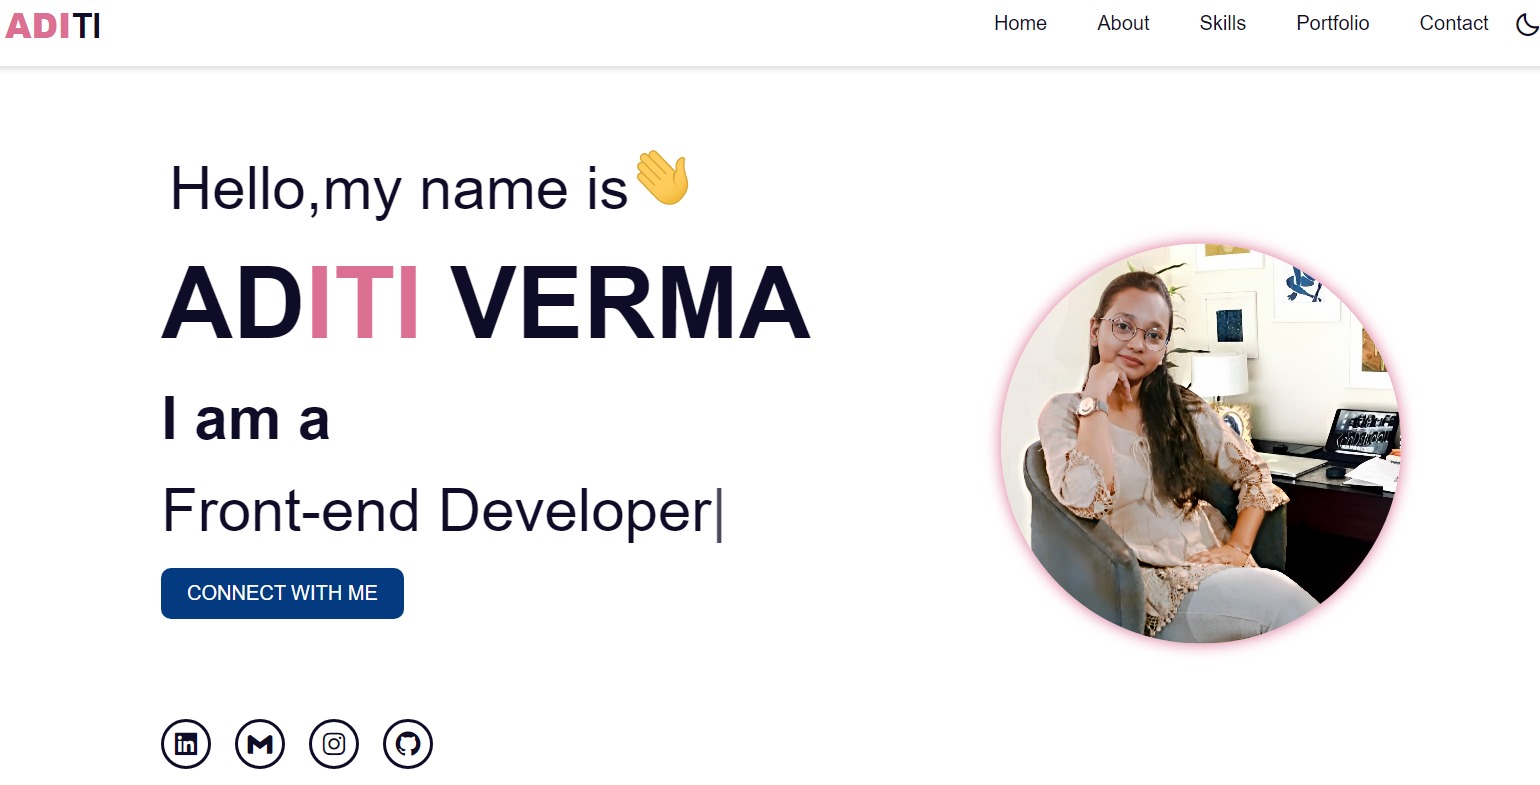 ADITI
Home About Skills Portfolio Contact
Hello,my name is👋
ADITI VERMA
I am a
Front-end Developer|
CONNECT WITH ME